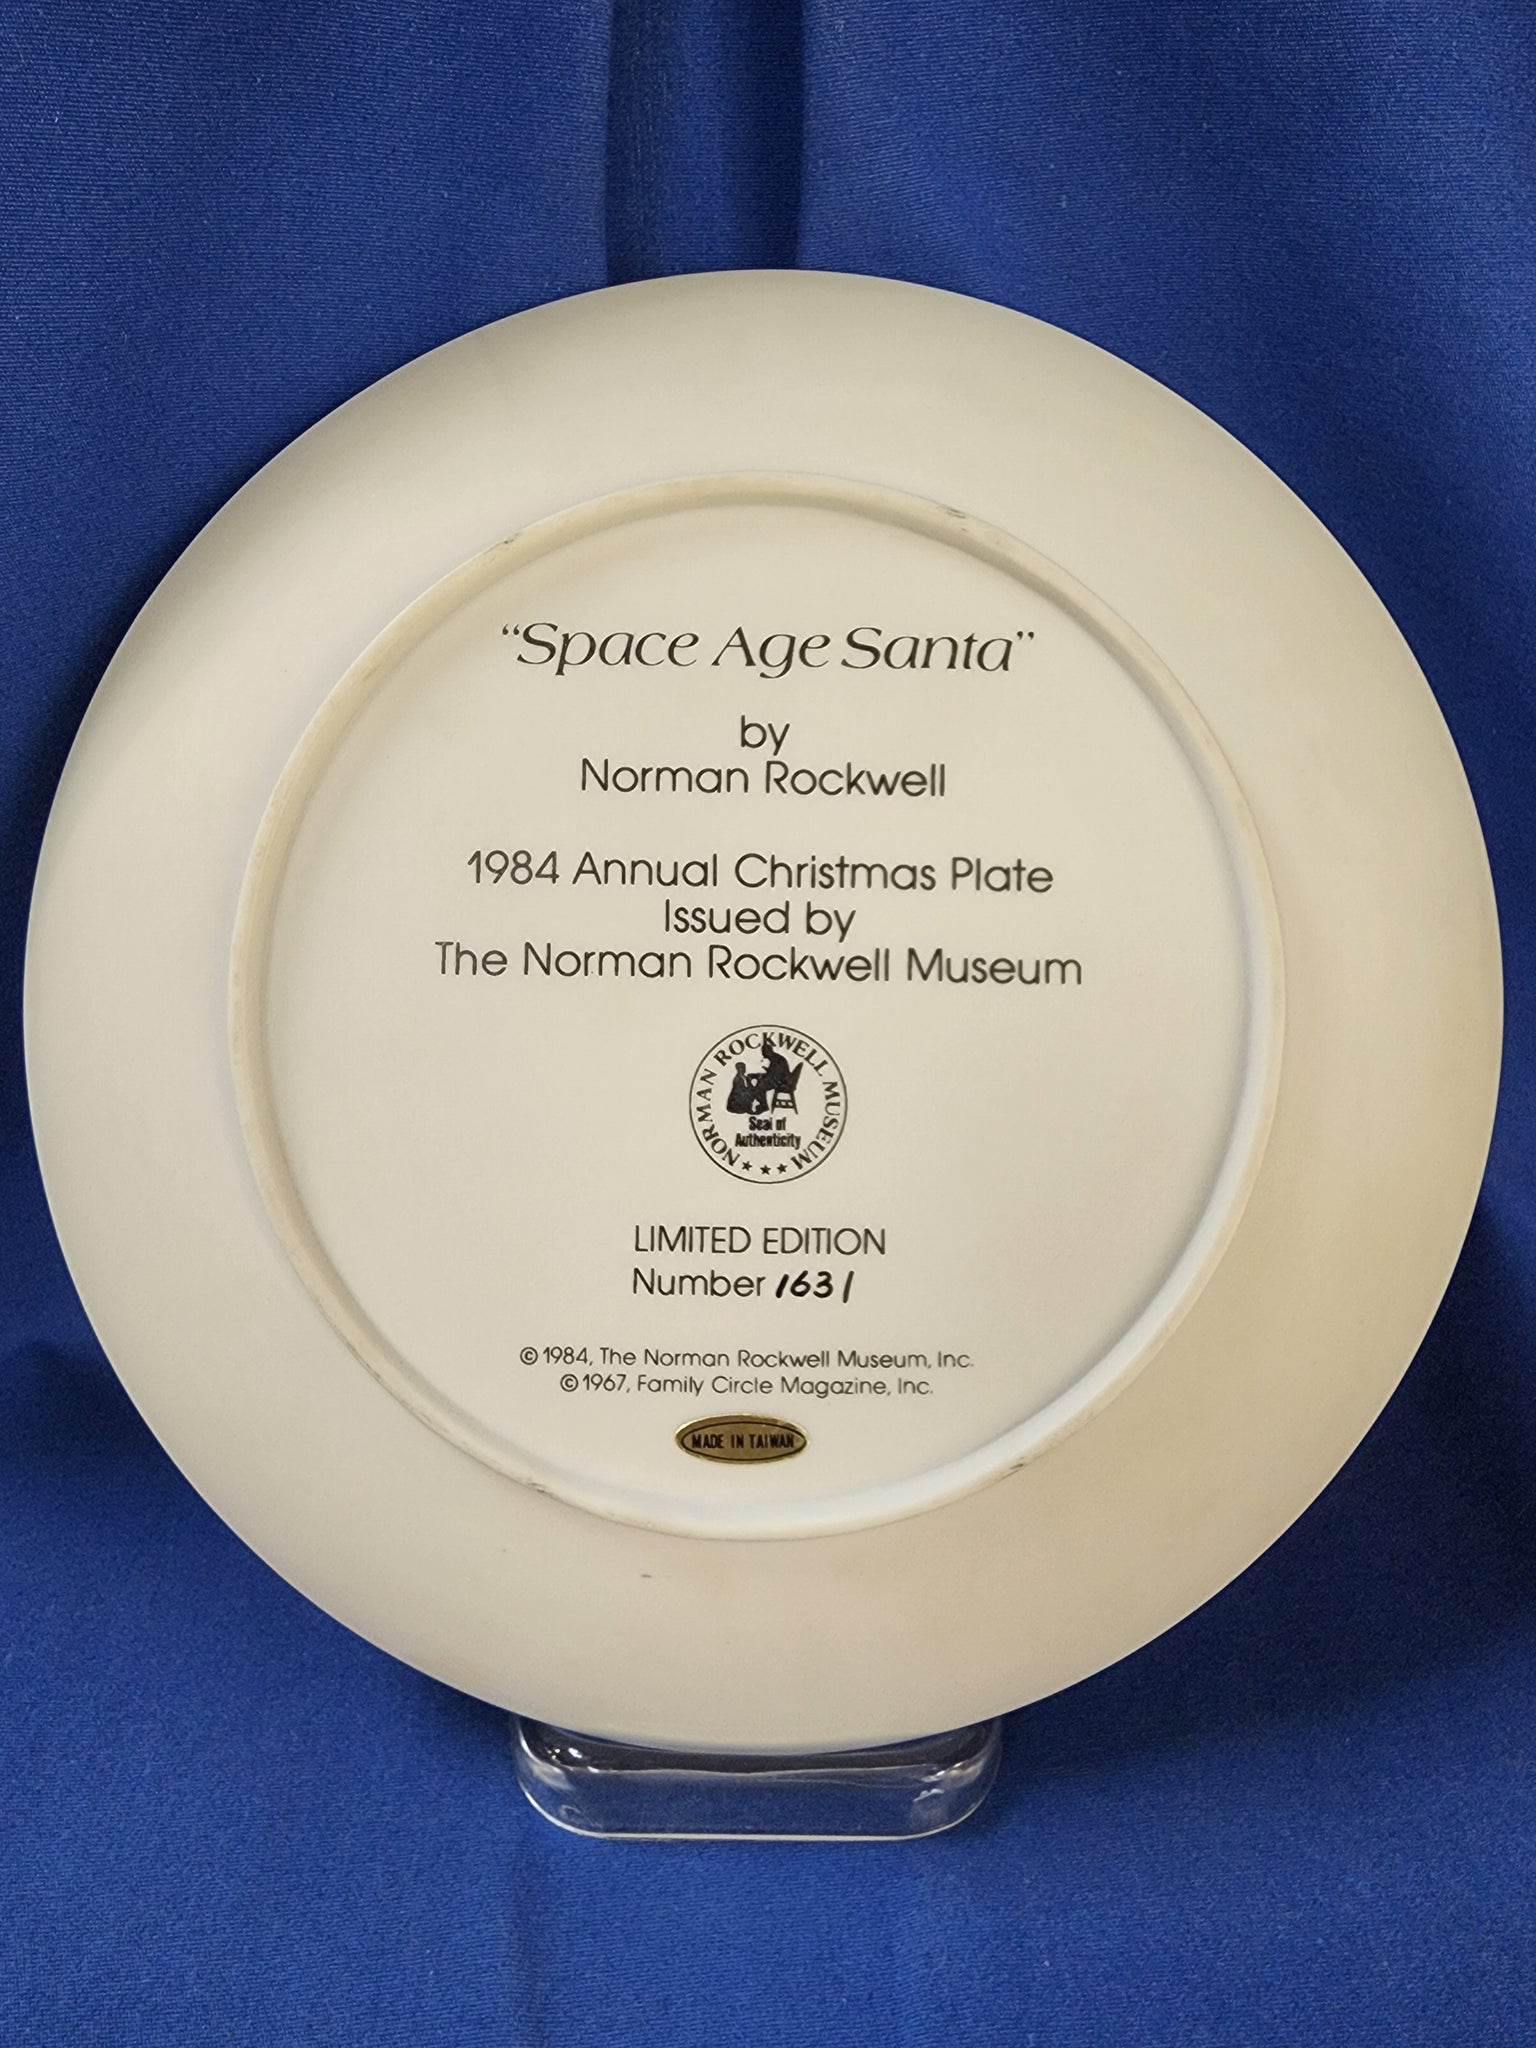 “Space Age Santa”
by
Norman Rockwell
1984 Annual Christmas Plate
Issued by
The Norman Rockwell Museum
NORMAN ROCKWELL MUSEUM
Seal of
Authenticity
★ ★ ★
LIMITED EDITION
Number 1631
© 1984, The Norman Rockwell Museum, Inc.
© 1967, Family Circle Magazine, Inc.
MADE IN TAIWAN